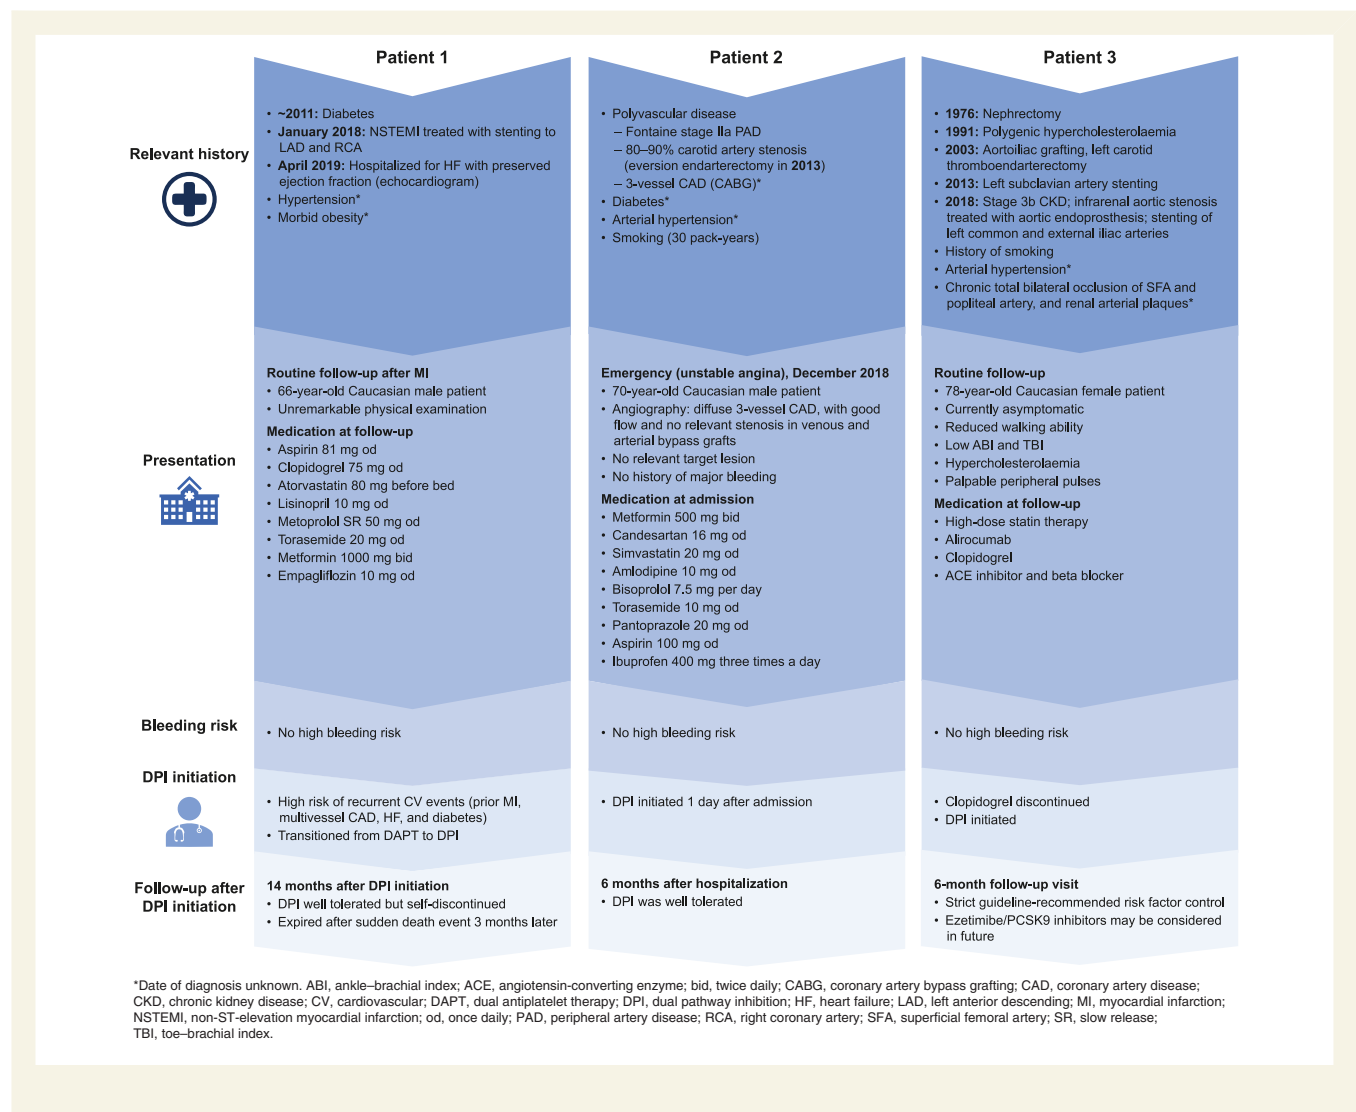 Patient 1
Patient 2
Patient 3
Relevant history
• ~2011: Diabetes
• January 2018: NSTEMI treated with stenting to
LAD and RCA
• April 2019: Hospitalized for HF with preserved
ejection fraction (echocardiogram)
• Hypertension*
• Morbid obesity*
• Polyvascular disease
– Fontaine stage IIa PAD
– 80–90% carotid artery stenosis
(eversion endarterectomy in 2013)
– 3-vessel CAD (CABG)*
• Diabetes*
• Arterial hypertension*
• Smoking (30 pack-years)
• 1976: Nephrectomy
• 1991: Polygenic hypercholesterolaemia
• 2003: Aortoiliac grafting, left carotid
thromboendarterectomy
• 2013: Left subclavian artery stenting
• 2018: Stage 3b CKD; infrarenal aortic stenosis
treated with aortic endoprosthesis; stenting of
left common and external iliac arteries
• History of smoking
• Arterial hypertension*
• Chronic total bilateral occlusion of SFA and
popliteal artery, and renal arterial plaques*
Presentation
Routine follow-up after MI
• 66-year-old Caucasian male patient
• Unremarkable physical examination
Medication at follow-up
• Aspirin 81 mg od
• Clopidogrel 75 mg od
• Atorvastatin 80 mg before bed
• Lisinopril 10 mg od
• Metoprolol SR 50 mg od
• Torasemide 20 mg od
• Metformin 1000 mg bid
• Empagliflozin 10 mg od
Emergency (unstable angina), December 2018
• 70-year-old Caucasian male patient
• Angiography: diffuse 3-vessel CAD, with good
flow and no relevant stenosis in venous and
arterial bypass grafts
• No relevant target lesion
• No history of major bleeding
Medication at admission
• Metformin 500 mg bid
• Candesartan 16 mg od
• Simvastatin 20 mg od
• Amlodipine 10 mg od
• Bisoprolol 7.5 mg per day
• Torasemide 10 mg od
• Pantoprazole 20 mg od
• Aspirin 100 mg od
• Ibuprofen 400 mg three times a day
Routine follow-up
• 78-year-old Caucasian female patient
• Currently asymptomatic
• Reduced walking ability
• Low ABI and TBI
• Hypercholesterolaemia
• Palpable peripheral pulses
Medication at follow-up
• High-dose statin therapy
• Alirocumab
• Clopidogrel
• ACE inhibitor and beta blocker
Bleeding risk
• No high bleeding risk
• No high bleeding risk
• No high bleeding risk
DPI initiation
• High risk of recurrent CV events (prior MI,
multivessel CAD, HF, and diabetes)
• Transitioned from DAPT to DPI
• DPI initiated 1 day after admission
• Clopidogrel discontinued
• DPI initiated
Follow-up after
DPI initiation
14 months after DPI initiation
• DPI well tolerated but self-discontinued
• Expired after sudden death event 3 months later
6 months after hospitalization
• DPI was well tolerated
6-month follow-up visit
• Strict guideline-recommended risk factor control
• Ezetimibe/PCSK9 inhibitors may be considered
in future
*Date of diagnosis unknown. ABI, ankle–brachial index; ACE, angiotensin-converting enzyme; bid, twice daily; CABG, coronary artery bypass grafting; CAD, coronary artery disease;
CKD, chronic kidney disease; CV, cardiovascular; DAPT, dual antiplatelet therapy; DPI, dual pathway inhibition; HF, heart failure; LAD, left anterior descending; MI, myocardial infarction;
NSTEMI, non-ST-elevation myocardial infarction; od, once daily; PAD, peripheral artery disease; RCA, right coronary artery; SFA, superficial femoral artery; SR, slow release;
TBI, toe–brachial index.